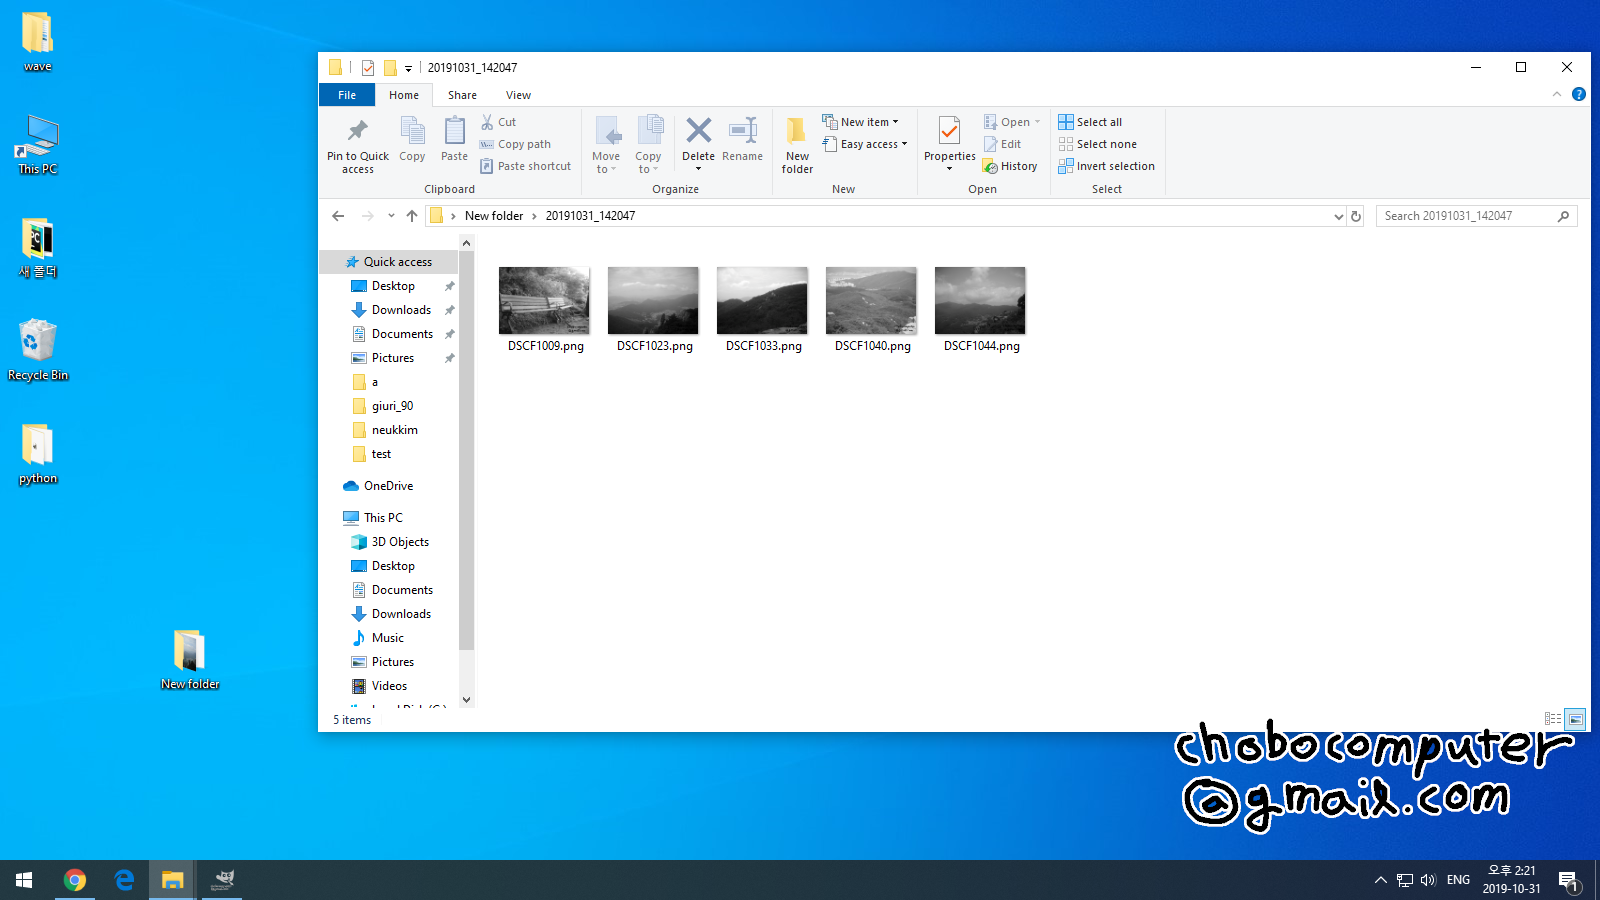 wave
This PC
새 폴더
Recycle Bin
python
New folder
20191031_142047
File Home Share View
Pin to Quick access
Copy
Paste
Cut
Copy path
Paste shortcut
Clipboard
Move to
Copy to
Delete
Rename
Organize
New folder
New item
Easy access
New
Properties
Open
Edit
History
Open
Select all
Select none
Invert selection
Select
New folder 20191031_142047
Search 20191031_142047
Quick access
Desktop
Downloads
Documents
Pictures
a
giuri_90
neukkim
test
OneDrive
This PC
3D Objects
Desktop
Documents
Downloads
Music
Pictures
Videos
DSCF1009.png DSCF1023.png DSCF1033.png DSCF1040.png DSCF1044.png
5 items
chobocomputer
@gmail.com
ENG
오후 2:21
2019-10-31
1